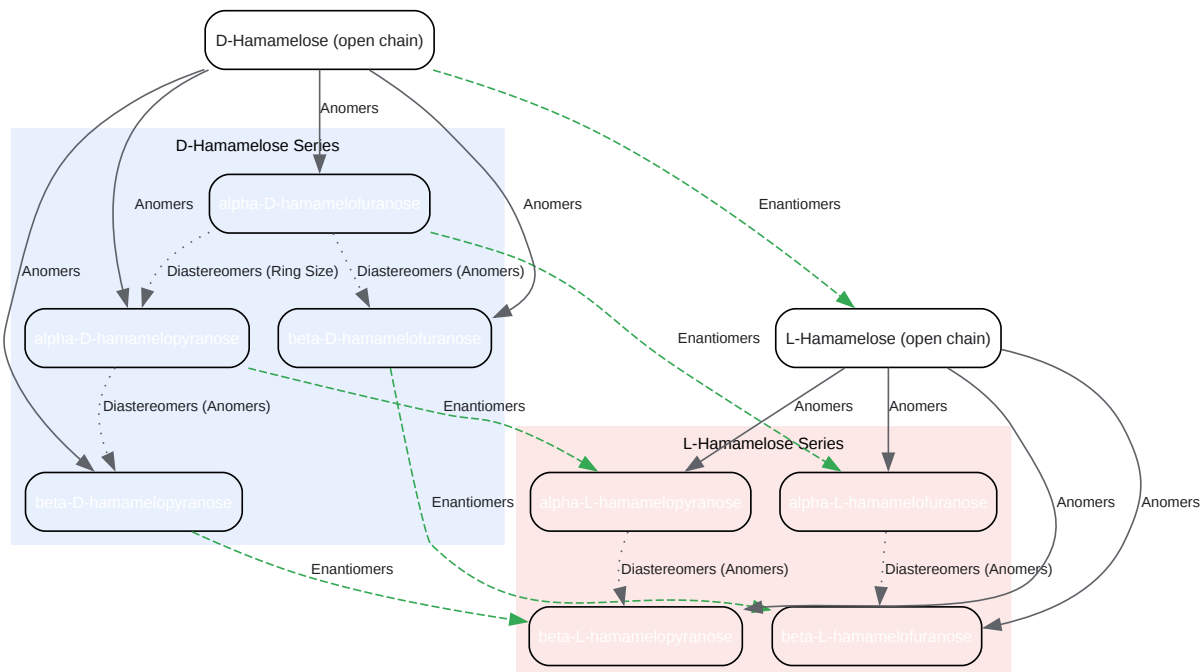 D-Hamamelose (open chain)
Anomers
D-Hamamelose Series
alpha-D-hamamelofuranose
Anomers
Anomers
Enantiomers
Anomers
Diastereomers (Ring Size)
Diastereomers (Anomers)
alpha-D-hamamelopyranose
beta-D-hamamelofuranose
Enantiomers
L-Hamamelose (open chain)
Diastereomers (Anomers)
Enantiomers
Anomers
Anomers
L-Hamamelose Series
beta-D-hamamelopyranose
Enantiomers
alpha-L-hamamelopyranose
alpha-L-hamamelofuranose
Anomers
Anomers
Enantiomers
Diastereomers (Anomers)
Diastereomers (Anomers)
beta-L-hamamelopyranose
beta-L-hamamelofuranose